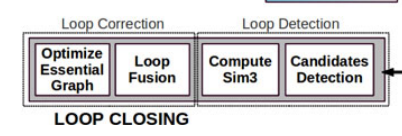 Loop Correction Loop Detection
Optimize
Essential
Graph
Loop
Fusion
Compute
Sim3
Candidates
Detection
LOOP CLOSING